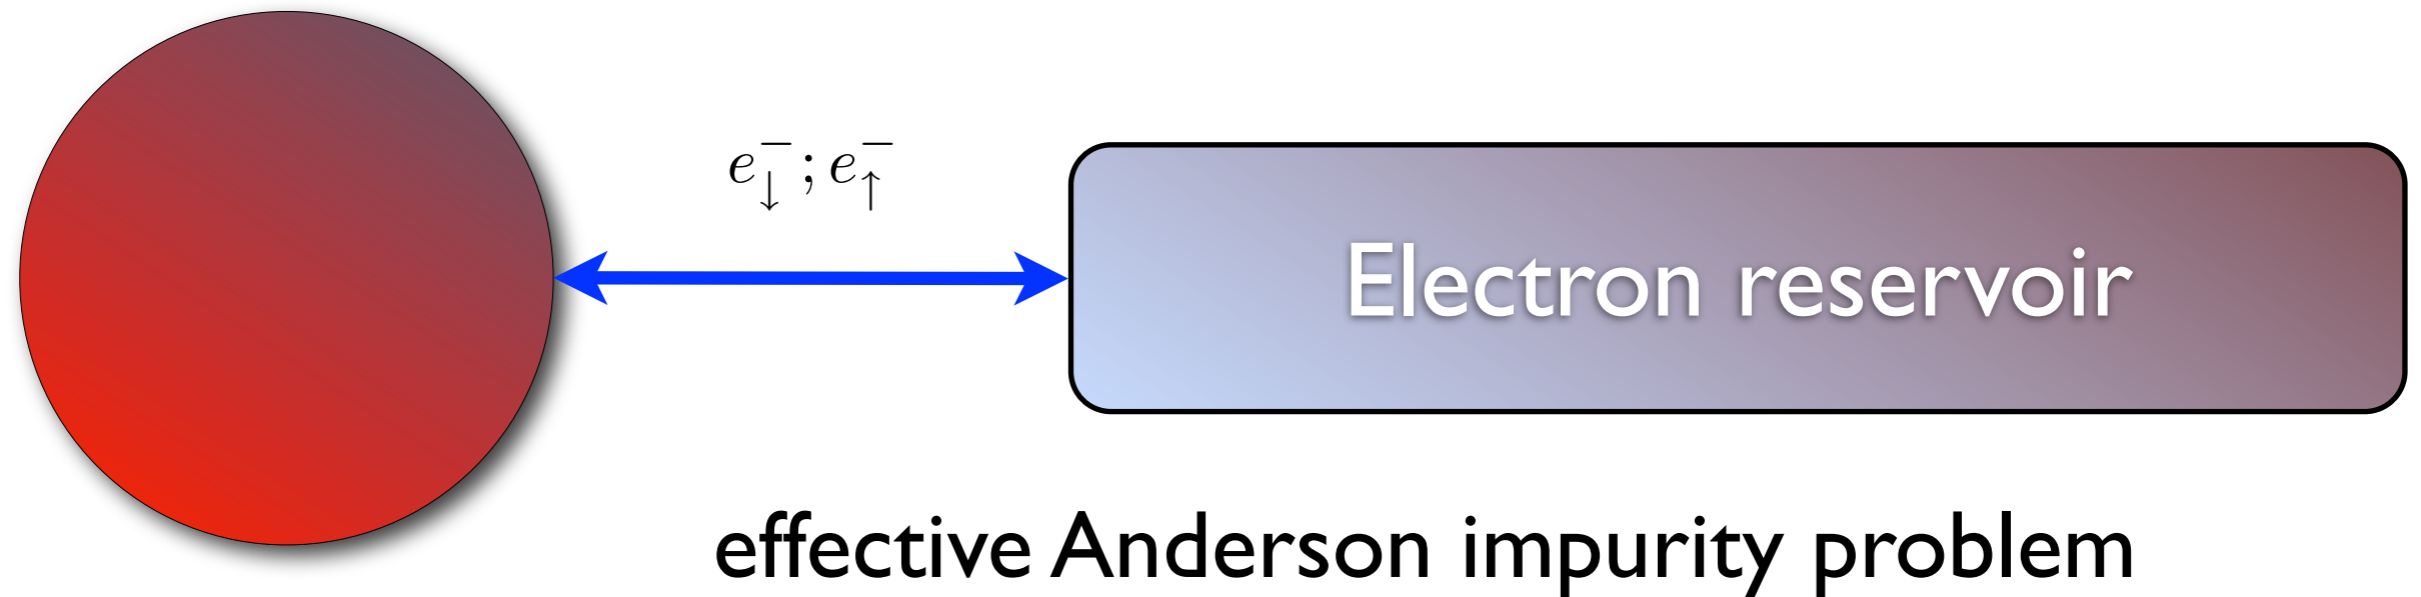 e↓⁻; e↑⁻
Electron reservoir
effective Anderson impurity problem